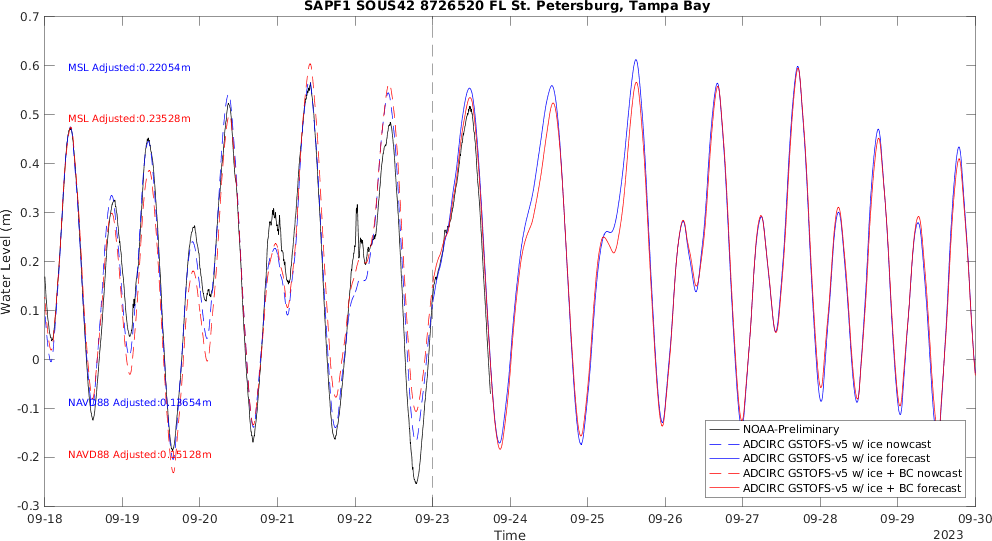 SAPF1 SOUS42 8726520 FL St. Petersburg, Tampa Bay
0.7
0.6
0.5
0.4
0.3
0.2
0.1
0
-0.1
-0.2
-0.3
Water Level (m)
MSL Adjusted:0.22054m
MSL Adjusted:0.23528m
NAVD88 Adjusted:0.13654m
NAVD88 Adjusted:0.15128m
NOAA-Preliminary
ADCIRC GSTOFS-v5 w/ ice nowcast
ADCIRC GSTOFS-v5 w/ ice forecast
ADCIRC GSTOFS-v5 w/ ice + BC nowcast
ADCIRC GSTOFS-v5 w/ ice + BC forecast
09-18 09-19 09-20 09-21 09-22 09-23 09-24 09-25 09-26 09-27 09-28 09-29 09-30
Time
2023